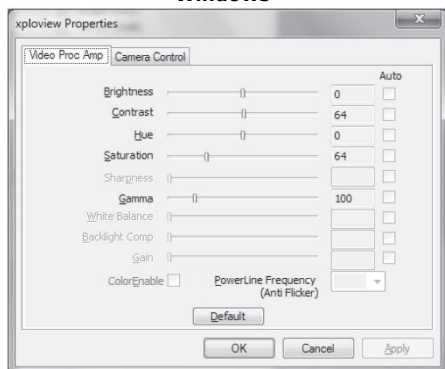 Windows
xploview Properties
Video Proc Amp Camera Control
Auto
Brightness 0
Contrast 64
Hue 0
Saturation 64
Sharpness
Gamma 100
White Balance
Backlight Comp
Gain
ColorEnable PowerLine Frequency
(Anti Flicker)
Default
OK Cancel Apply